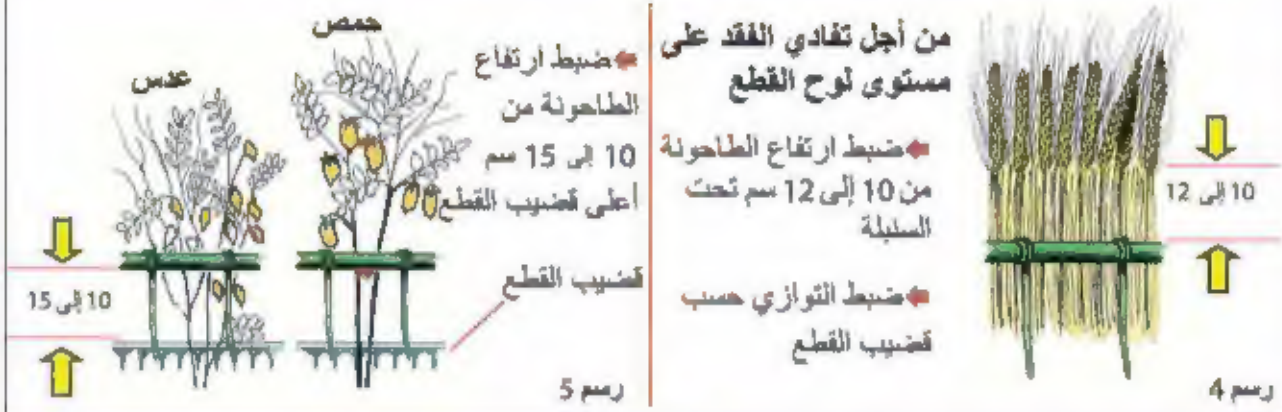 من أجل تفادي الفقد على
مستوى لوح القطع
ضبط ارتفاع الطاحونة
من 10 إلى 12 سم تحت
السنبلة
ضبط التوازي حسب
قضيب القطع
10 إلى 12
رسم 4
حمص
عدس
ضبط ارتفاع
الطاحونة من
10 إلى 15 سم
أعلى قضيب القطع
قضيب القطع
10 إلى 15
رسم 5